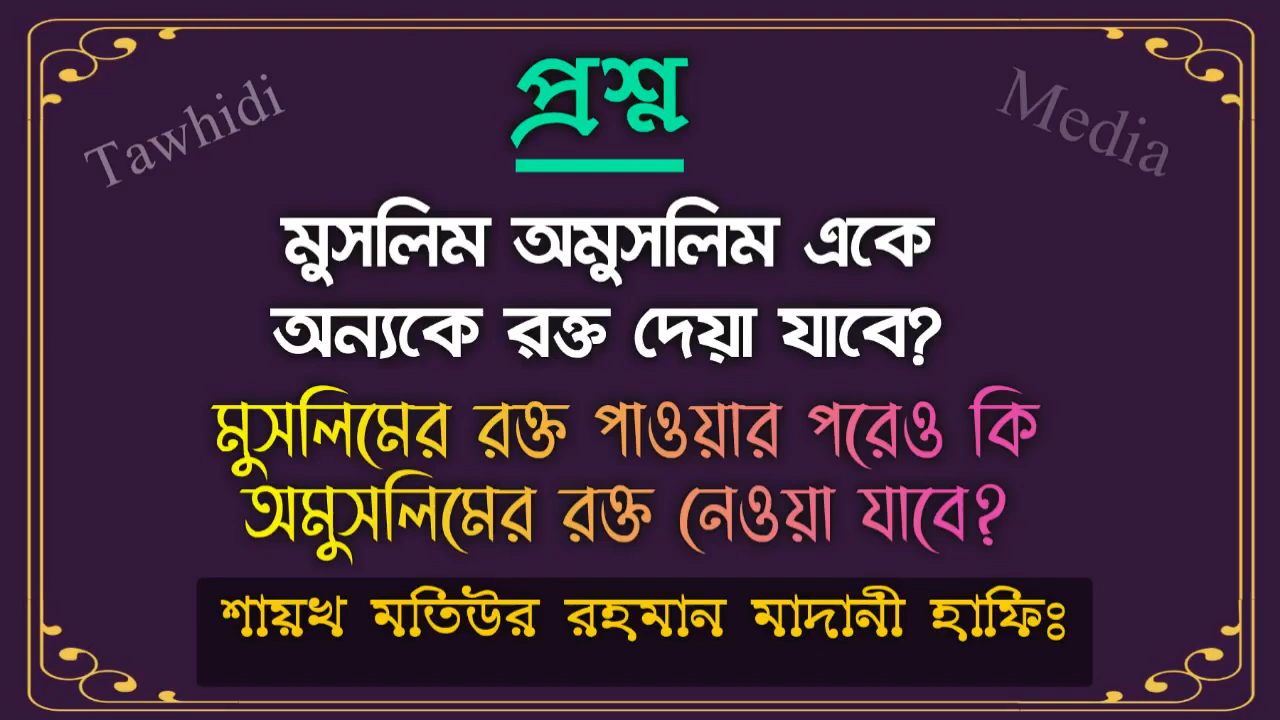 Tawhidi
Media
প্রশ্ন
মুসলিম অমুসলিম একে
অন্যকে রক্ত দেয়া যাবে?
মুসলিমের রক্ত পাওয়ার পরেও কি
অমুসলিমের রক্ত নেওয়া যাবে?
শায়খ মতিউর রহমান মাদানী হাফিঃ